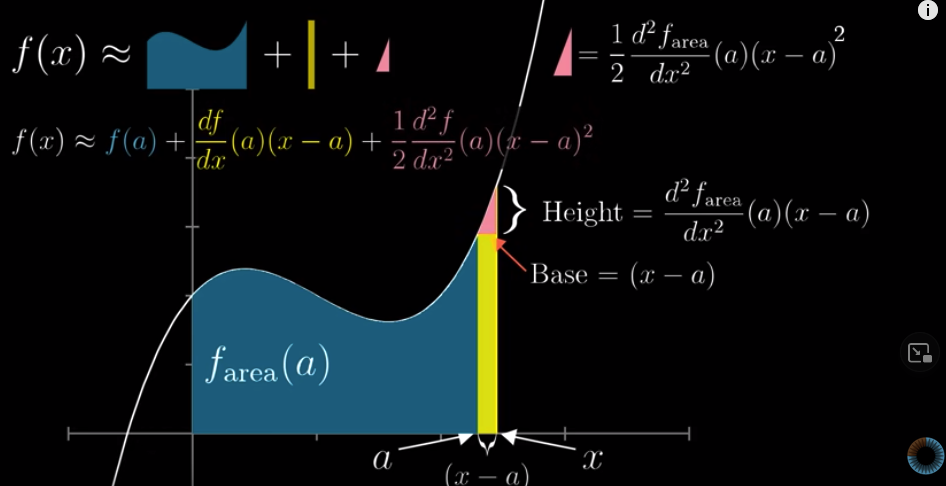 f(x) ≈ + +
= 1/2 d²f_area/dx² (a)(x − a)²
f(x) ≈ f(a) + df/dx (a)(x − a) + 1/2 d²f/dx² (a)(x − a)²
Height = d²f_area/dx² (a)(x − a)
Base = (x − a)
f_area(a)
a
x
(x − a)
i